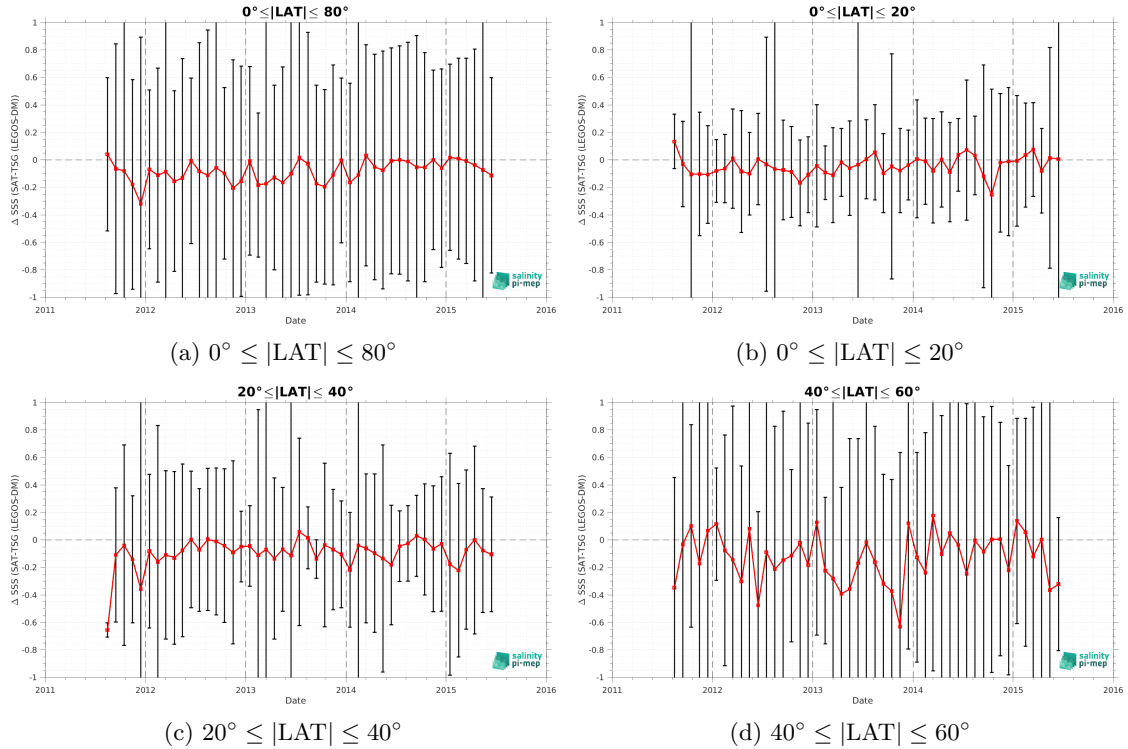 0°≤|LAT|≤ 80°
Δ SSS (SAT-TSG (LEGOS-DM))
1
0.8
0.6
0.4
0.2
0
-0.2
-0.4
-0.6
-0.8
-1
salinity
pi-mep
2011 2012 2013 2014 2015 2016
Date
(a) 0° ≤ |LAT| ≤ 80°
0°≤|LAT|≤ 20°
Δ SSS (SAT-TSG (LEGOS-DM))
1
0.8
0.6
0.4
0.2
0
-0.2
-0.4
-0.6
-0.8
-1
salinity
pi-mep
2011 2012 2013 2014 2015 2016
Date
(b) 0° ≤ |LAT| ≤ 20°
20°≤|LAT|≤ 40°
Δ SSS (SAT-TSG (LEGOS-DM))
1
0.8
0.6
0.4
0.2
0
-0.2
-0.4
-0.6
-0.8
-1
salinity
pi-mep
2011 2012 2013 2014 2015 2016
Date
(c) 20° ≤ |LAT| ≤ 40°
40°≤|LAT|≤ 60°
Δ SSS (SAT-TSG (LEGOS-DM))
1
0.8
0.6
0.4
0.2
0
-0.2
-0.4
-0.6
-0.8
-1
salinity
pi-mep
2011 2012 2013 2014 2015 2016
Date
(d) 40° ≤ |LAT| ≤ 60°